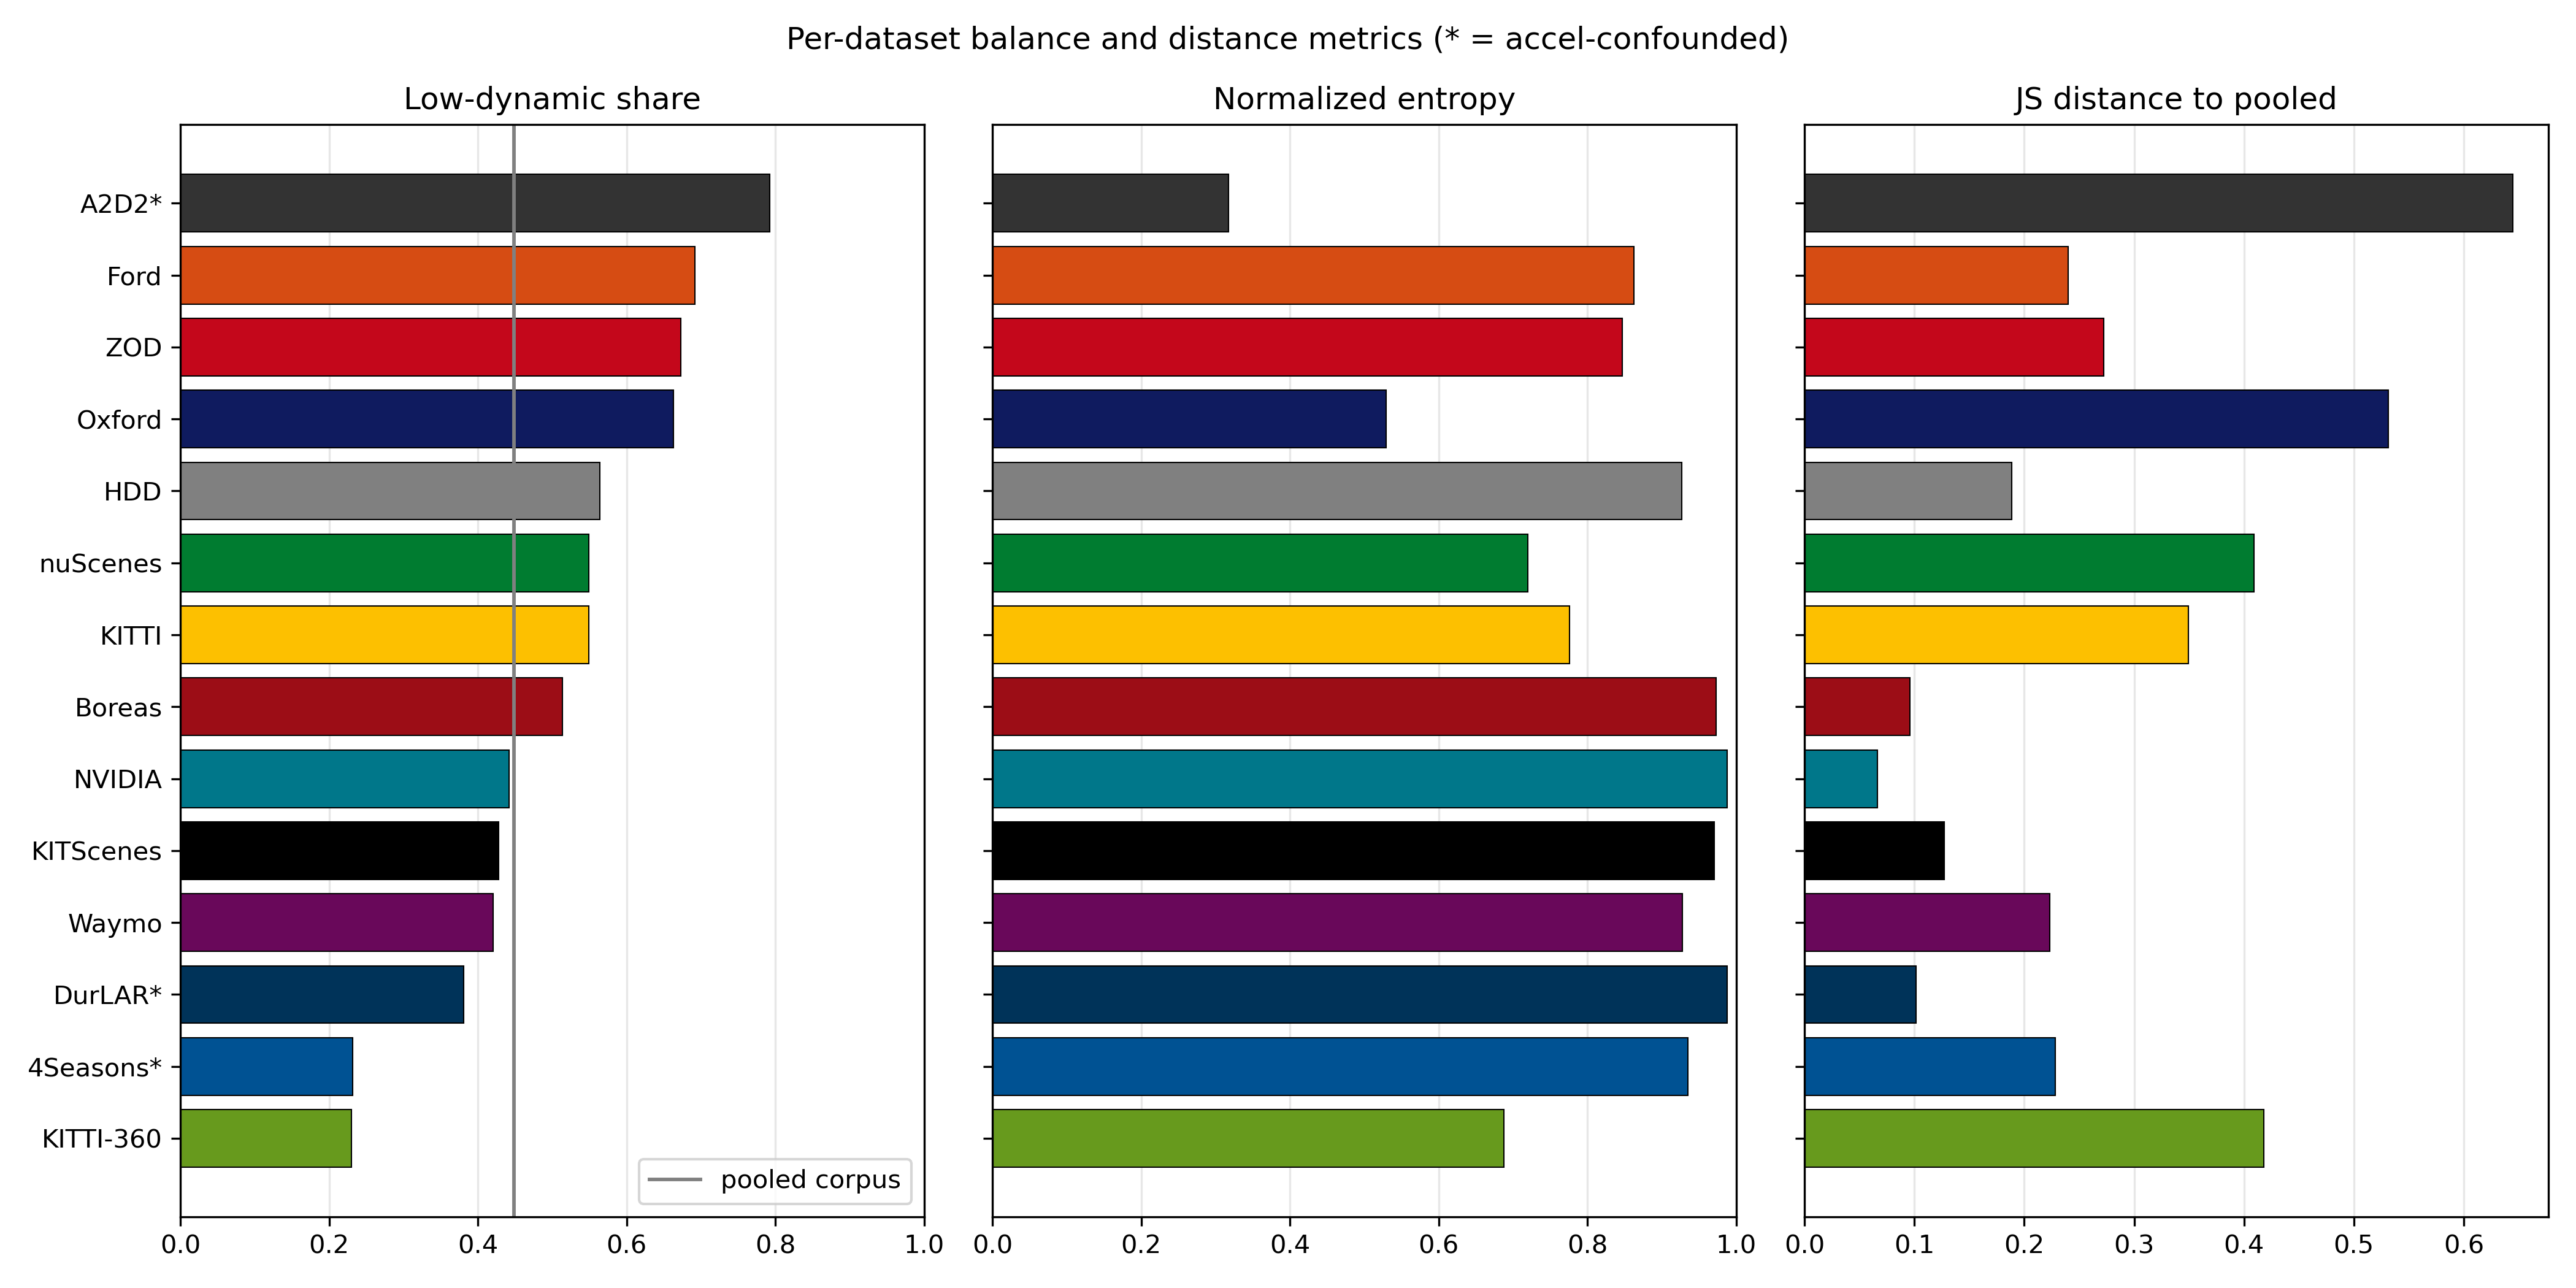 Per-dataset balance and distance metrics (* = accel-confounded)
Low-dynamic share
Normalized entropy
JS distance to pooled
A2D2*
Ford
ZOD
Oxford
HDD
nuScenes
KITTI
Boreas
NVIDIA
KITScenes
Waymo
DurLAR*
4Seasons*
KITTI-360
pooled corpus
0.0 0.2 0.4 0.6 0.8 1.0
0.0 0.2 0.4 0.6 0.8 1.0
0.0 0.1 0.2 0.3 0.4 0.5 0.6